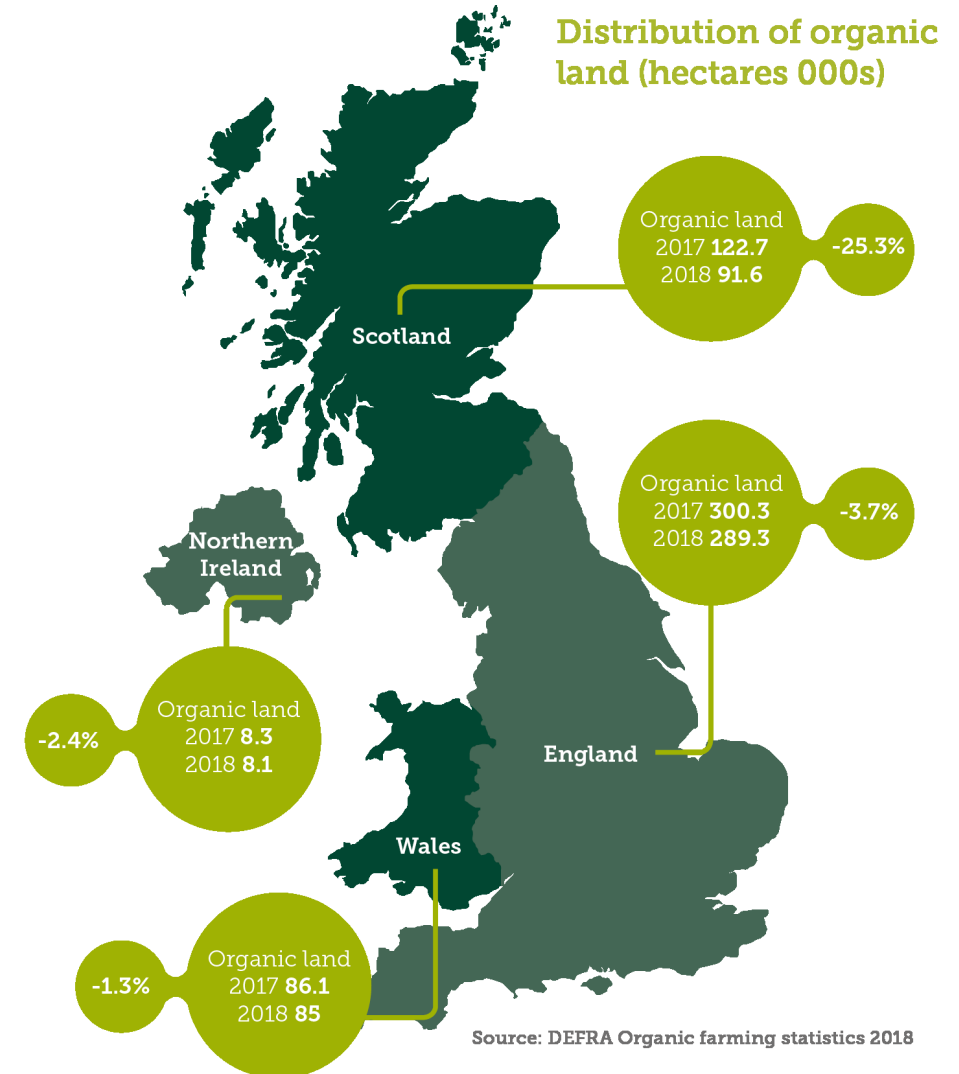 Distribution of organic
land (hectares 000s)
Organic land
2017 122.7
2018 91.6
-25.3%
Scotland
Organic land
2017 300.3
2018 289.3
-3.7%
Northern
Ireland
Organic land
2017 8.3
2018 8.1
-2.4%
England
Wales
Organic land
2017 86.1
2018 85
-1.3%
Source: DEFRA Organic farming statistics 2018